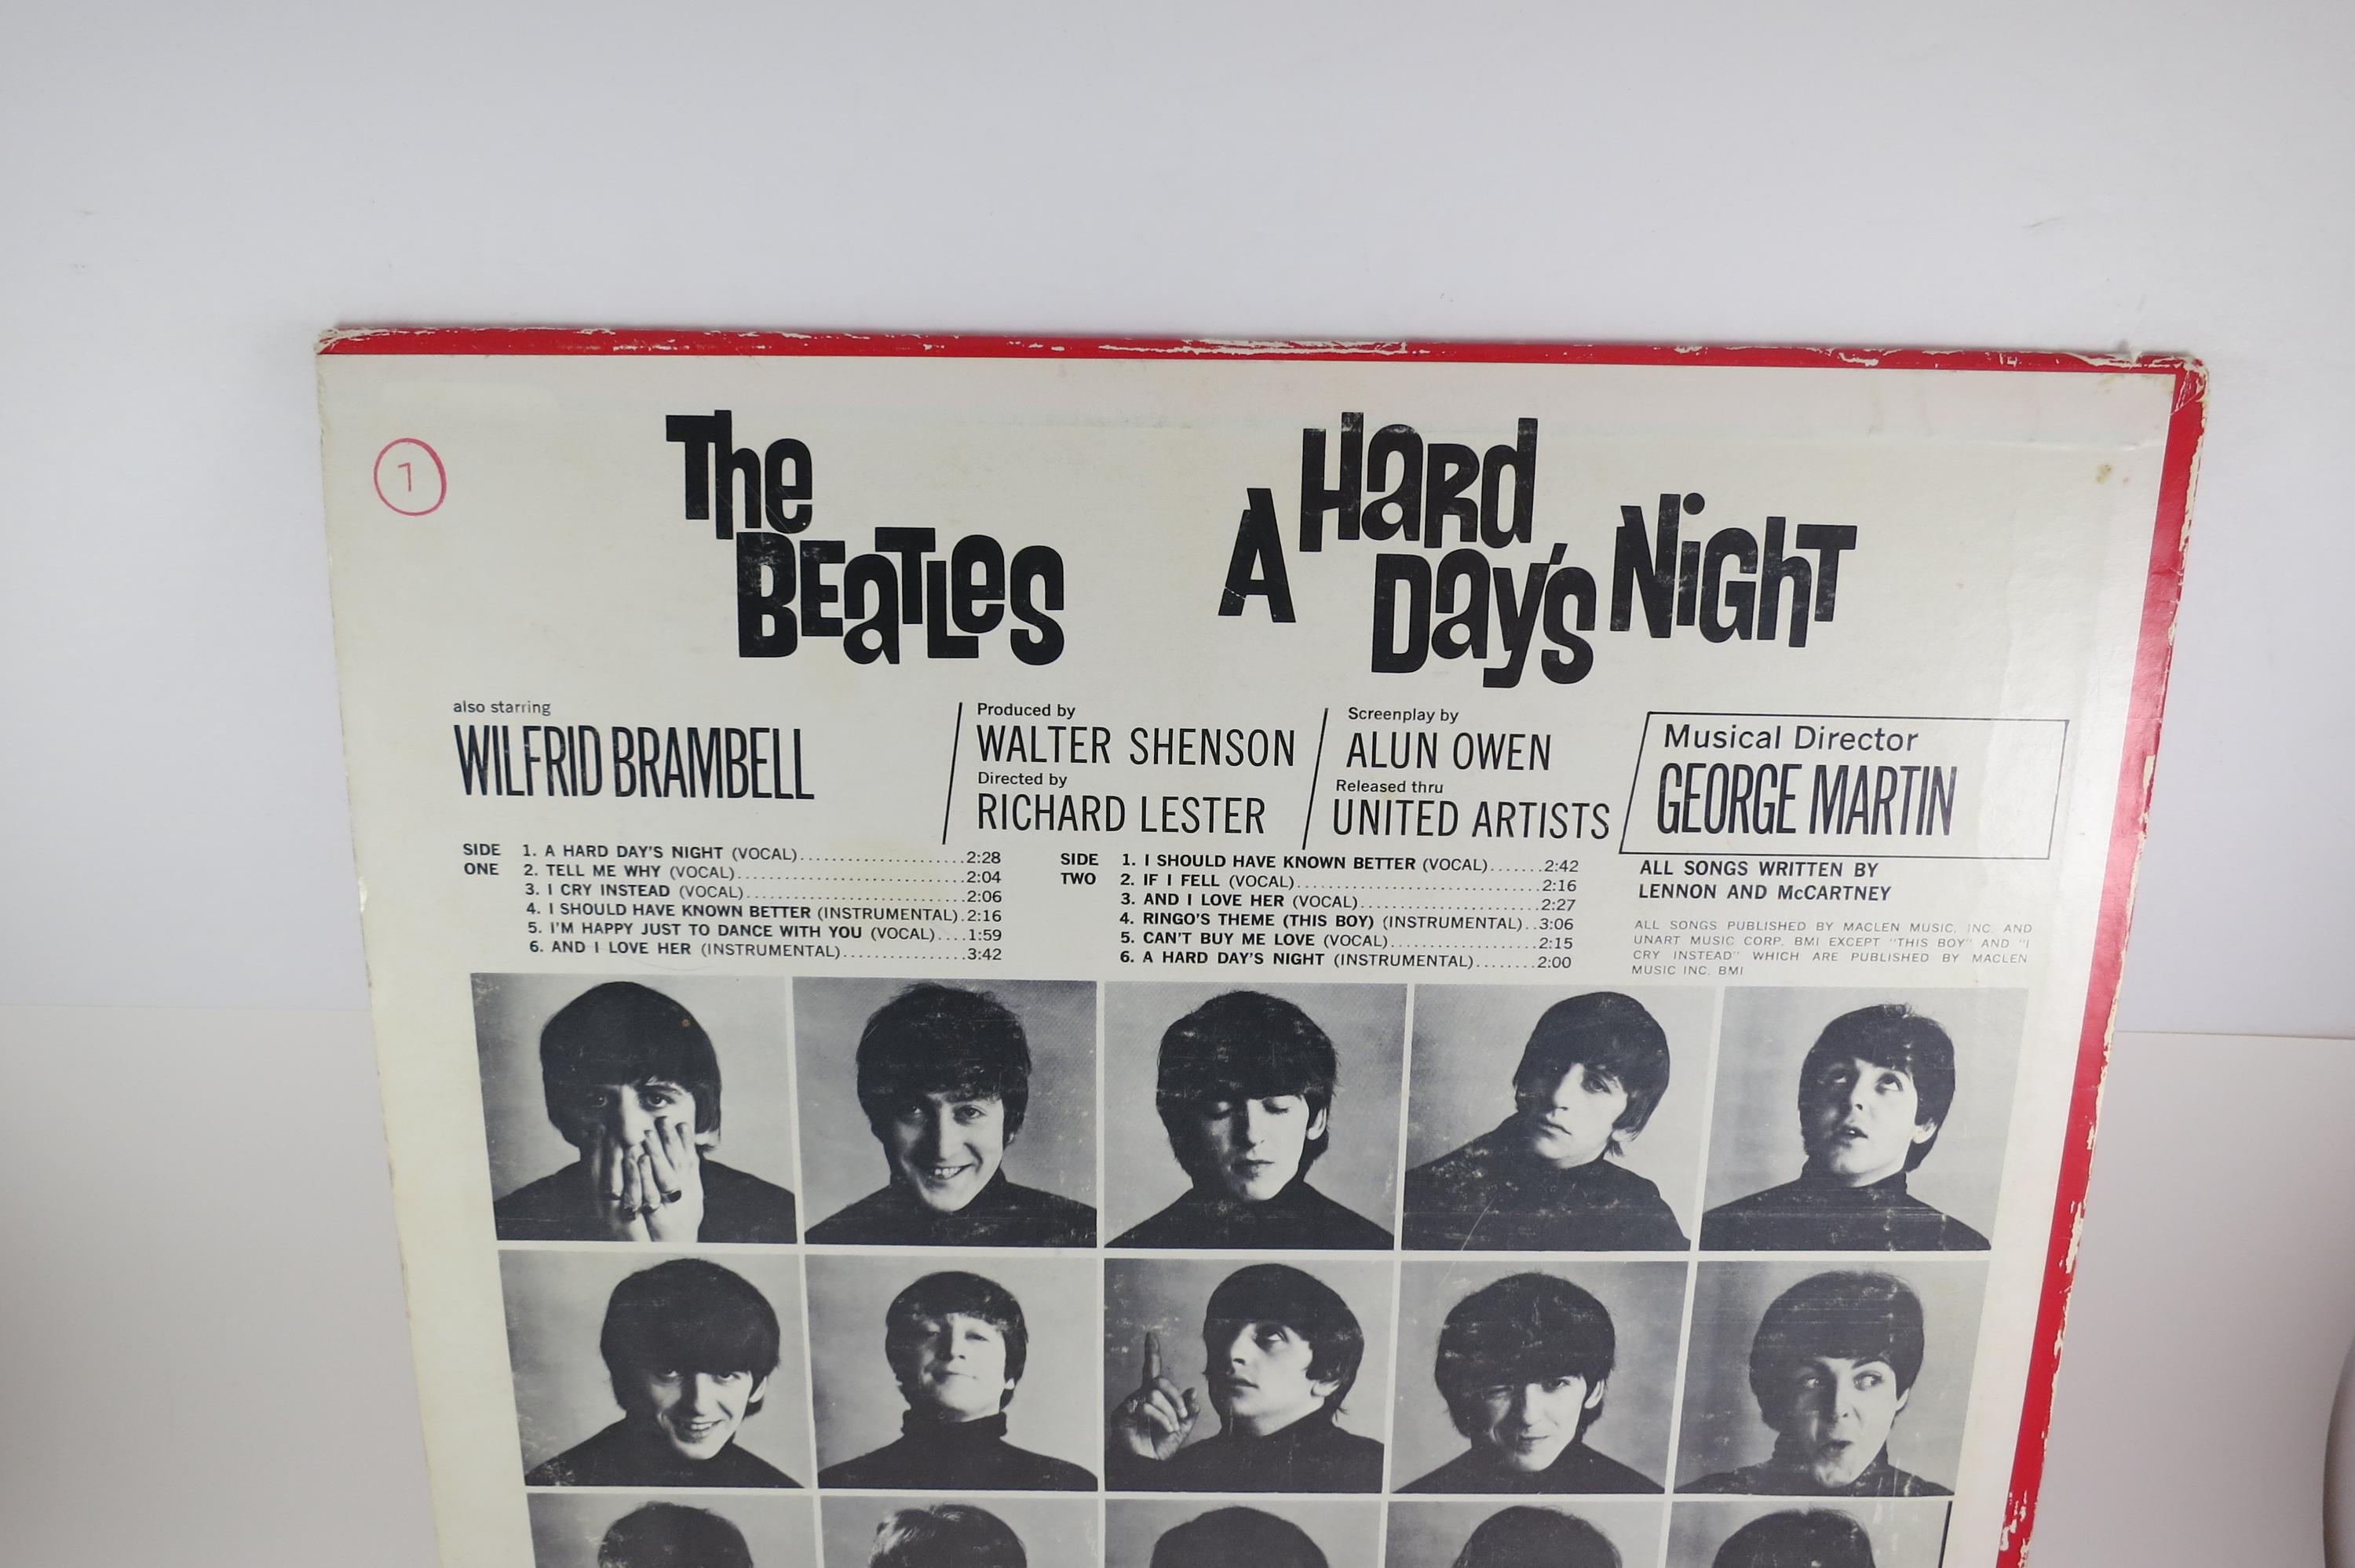 1
The
BEATLES
A HARD
DAY'S NIGHT
also starring
WILFRID BRAMBELL
Produced by
WALTER SHENSON
Directed by
RICHARD LESTER
Screenplay by
ALUN OWEN
Released thru
UNITED ARTISTS
Musical Director
GEORGE MARTIN
SIDE
ONE
1. A HARD DAY'S NIGHT (VOCAL).....................2:28
2. TELL ME WHY (VOCAL).............................2:04
3. I CRY INSTEAD (VOCAL)............................2:06
4. I SHOULD HAVE KNOWN BETTER (INSTRUMENTAL).2:16
5. I'M HAPPY JUST TO DANCE WITH YOU (VOCAL)....1:59
6. AND I LOVE HER (INSTRUMENTAL)................3:42
SIDE
TWO
1. I SHOULD HAVE KNOWN BETTER (VOCAL).......2:42
2. IF I FELL (VOCAL)...............................2:16
3. AND I LOVE HER (VOCAL).......................2:27
4. RINGO'S THEME (THIS BOY) (INSTRUMENTAL)..3:06
5. CAN'T BUY ME LOVE (VOCAL)...................2:15
6. A HARD DAY'S NIGHT (INSTRUMENTAL)........2:00
ALL SONGS WRITTEN BY
LENNON AND McCARTNEY
ALL SONGS PUBLISHED BY MACLEN MUSIC, INC. AND
UNART MUSIC CORP. BMI EXCEPT "THIS BOY" AND "I
CRY INSTEAD" WHICH ARE PUBLISHED BY MACLEN
MUSIC INC. BMI